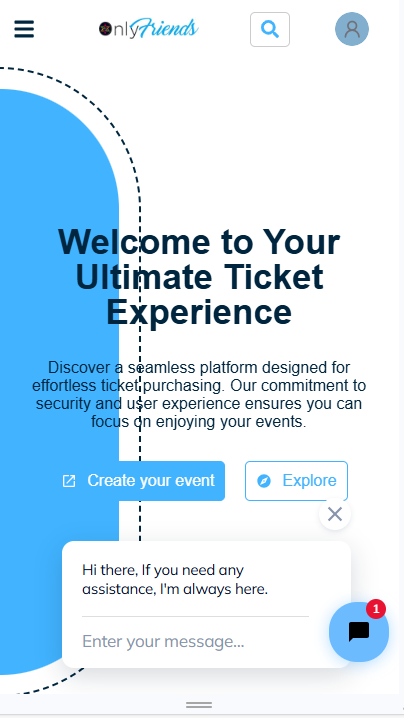 OnlyFriends
Welcome to Your
Ultimate Ticket
Experience
Discover a seamless platform designed for
effortless ticket purchasing. Our commitment to
security and user experience ensures you can
focus on enjoying your events.
Create your event
Explore
Hi there, If you need any
assistance, I'm always here.
1
Enter your message...